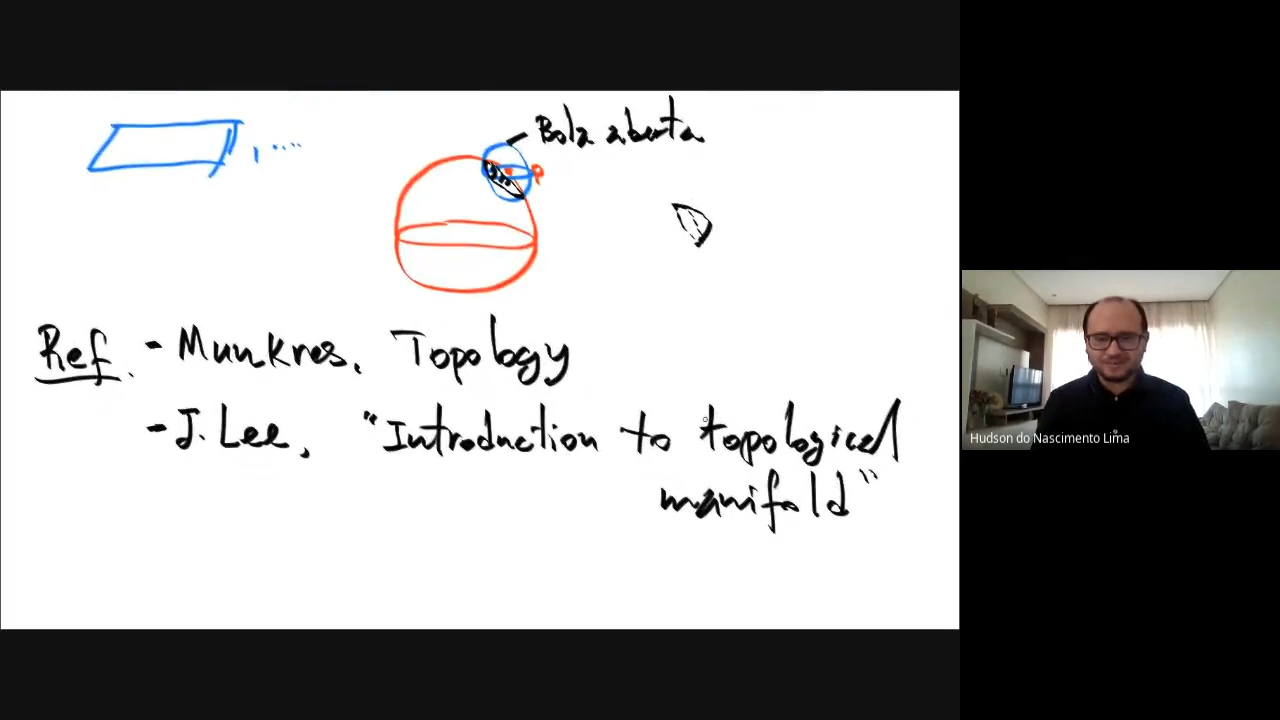 Bola aberta
P
Ref. - Munkres, Topology
- J. Lee, "Introduction to topological
manifold"
Hudson do Nascimento Lima